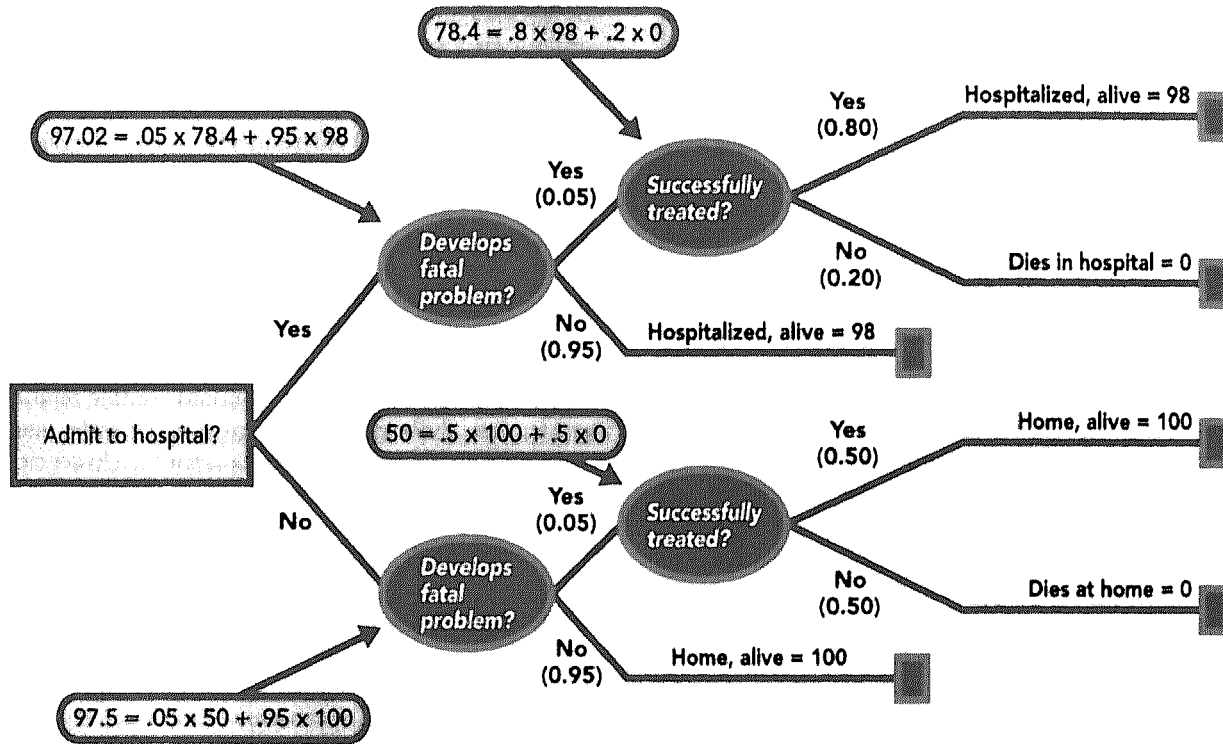 78.4 = .8 x 98 + .2 x 0
97.02 = .05 x 78.4 + .95 x 98
Yes
(0.80)
Hospitalized, alive = 98
Yes
(0.05)
Successfully
treated?
Develops
fatal
problem?
No
(0.20)
Dies in hospital = 0
Yes
No
(0.95)
Hospitalized, alive = 98
Admit to hospital?
50 = .5 x 100 + .5 x 0
Yes
(0.50)
Home, alive = 100
No
Yes
(0.05)
Successfully
treated?
Develops
fatal
problem?
No
(0.50)
Dies at home = 0
No
(0.95)
Home, alive = 100
97.5 = .05 x 50 + .95 x 100